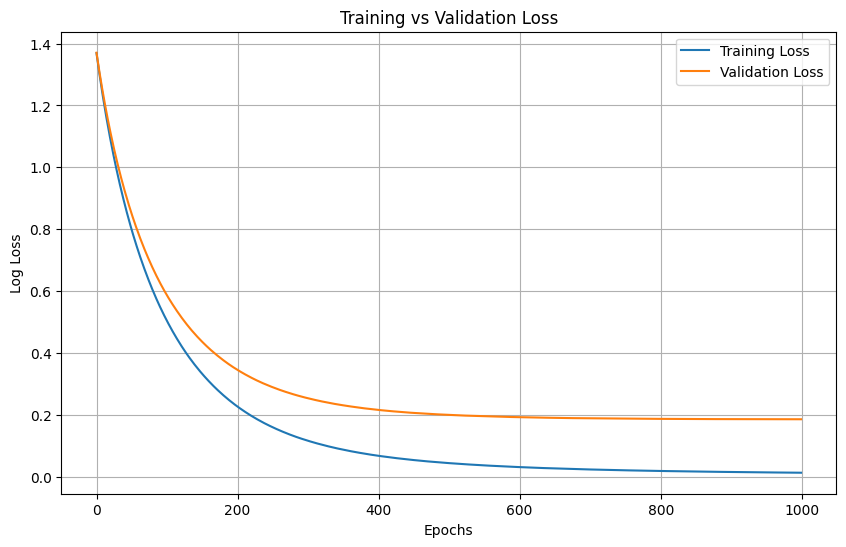 Training vs Validation Loss
Training Loss
Validation Loss
Log Loss
1.4
1.2
1.0
0.8
0.6
0.4
0.2
0.0
0 200 400 600 800 1000
Epochs